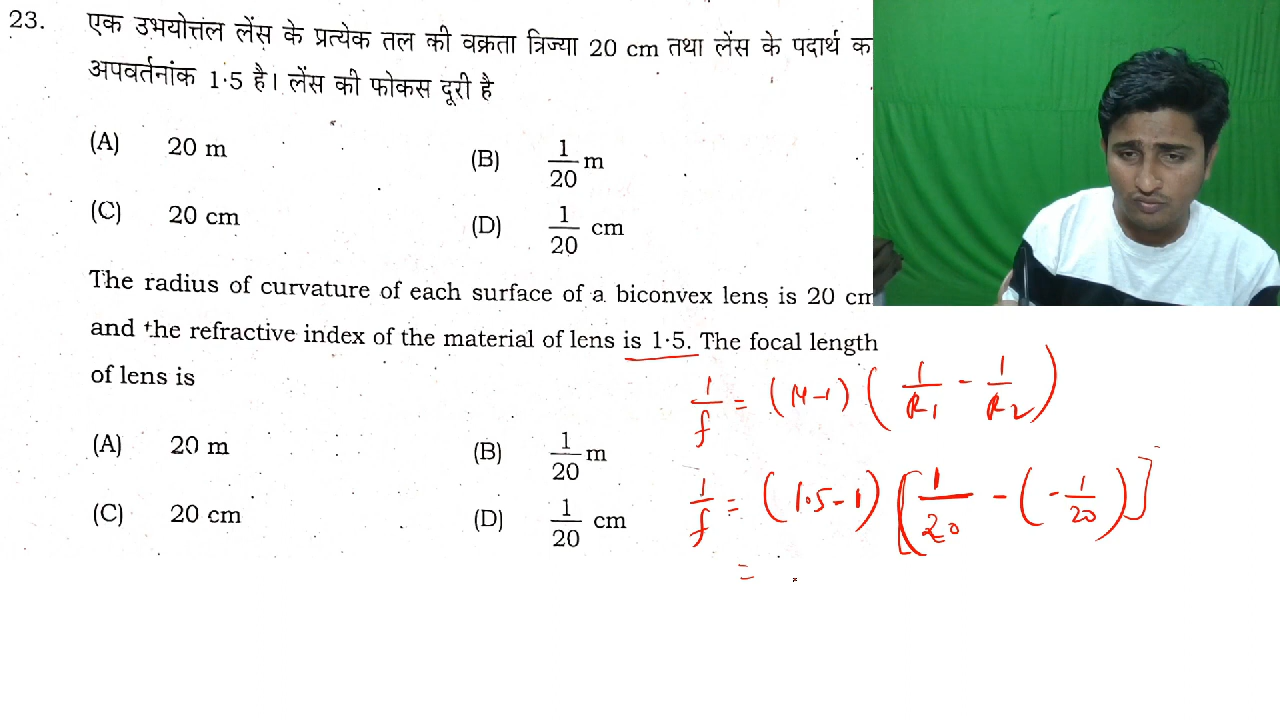 23. एक उभयोत्तल लेंस के प्रत्येक तल की वक्रता त्रिज्या 20 cm तथा लेंस के पदार्थ क
अपवर्तनांक 1·5 है। लेंस की फोकस दूरी है
(A) 20 m (B) 1/20 m
(C) 20 cm (D) 1/20 cm
The radius of curvature of each surface of a biconvex lens is 20 cm
and the refractive index of the material of lens is 1·5. The focal length
of lens is
(A) 20 m (B) 1/20 m
(C) 20 cm (D) 1/20 cm
1/f = (μ-1) (1/R1 - 1/R2)
1/f = (1.5-1) [1/20 - (-1/20)]
=